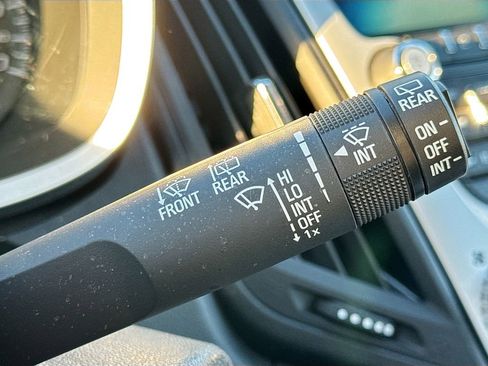 FRONT
REAR
HI
LO
INT
OFF
1x
INT
REAR
ON
OFF
INT